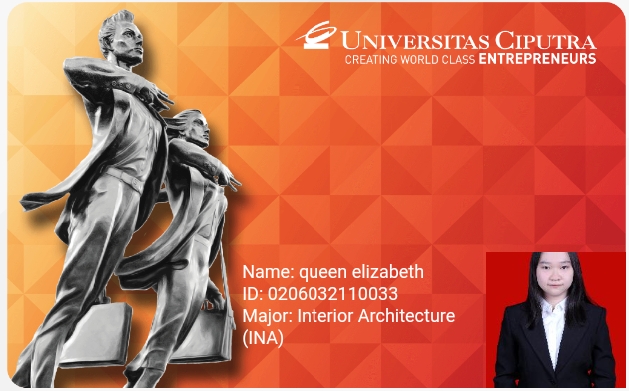 UNIVERSITAS CIPUTRA
CREATING WORLD CLASS ENTREPRENEURS
Name: queen elizabeth
ID: 0206032110033
Major: Interior Architecture
(INA)